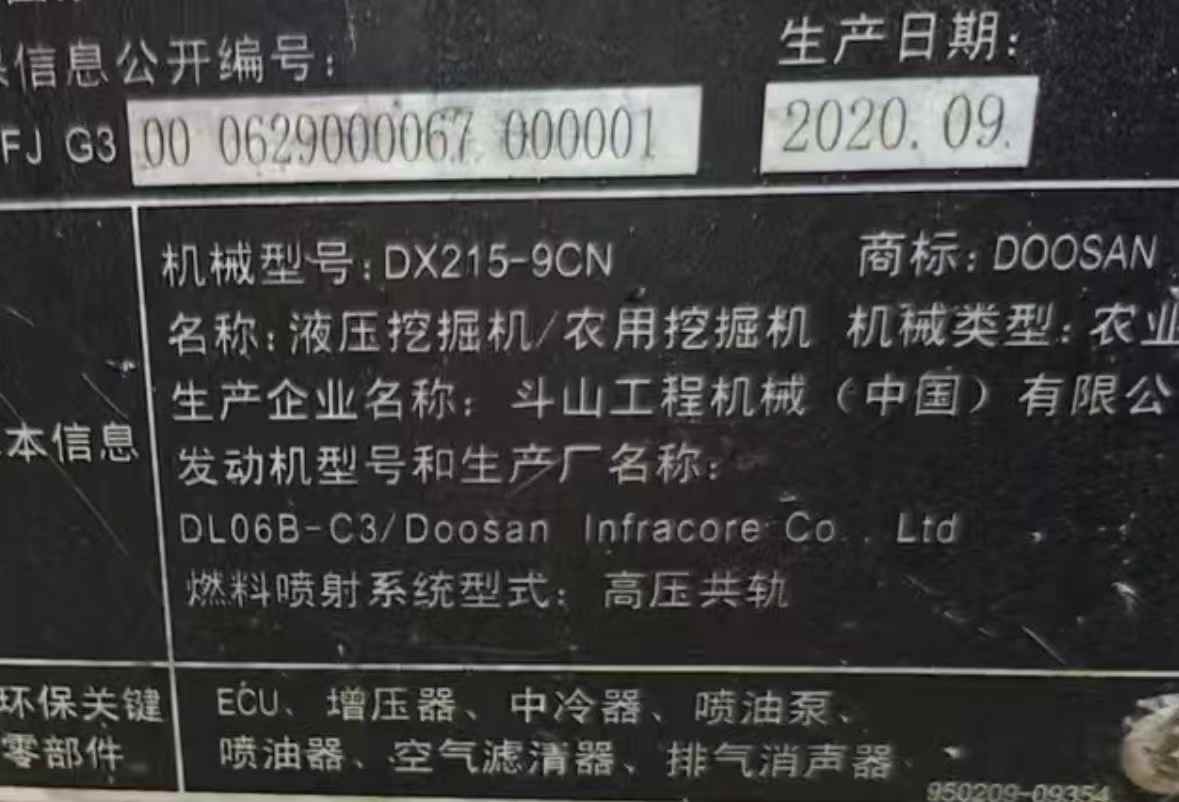 信息公开编号: 生产日期:
FJ G3 00 0629000067 000001 2020.09.
机械型号:DX215-9CN 商标:DOOSAN
名称:液压挖掘机/农用挖掘机 机械类型:农业
生产企业名称:斗山工程机械(中国)有限公
本信息
发动机型号和生产厂名称:
DL06B-C3/Doosan Infracore Co., Ltd
燃料喷射系统型式:高压共轨
环保关键 ECU、增压器、中冷器、喷油泵、
零部件 喷油器、空气滤清器、排气消声器
950209-09354